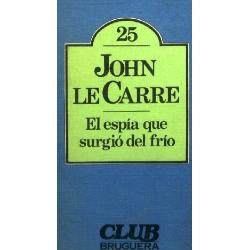 25
JOHN
LE CARRE
El espía que
surgió del frío
CLUB
BRUGUERA